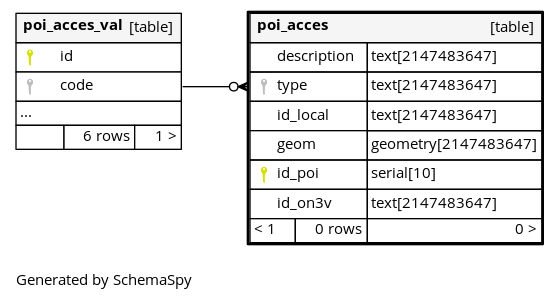 poi_acces_val [table]
id
code
...
6 rows 1 >
poi_acces [table]
description text[2147483647]
type text[2147483647]
id_local text[2147483647]
geom geometry[2147483647]
id_poi serial[10]
id_on3v text[2147483647]
< 1 0 rows 0 >
Generated by SchemaSpy